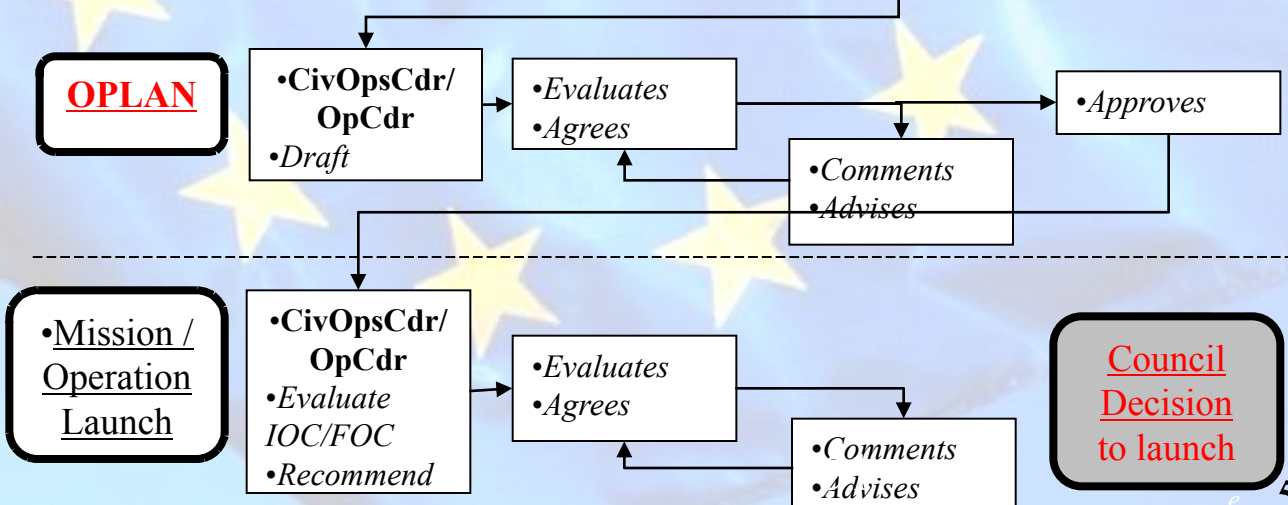 OPLAN
•CivOpsCdr/
OpCdr
•Draft
•Evaluates
•Agrees
•Comments
•Advises
•Approves
•Mission /
Operation
Launch
•CivOpsCdr/
OpCdr
•Evaluate
IOC/FOC
•Recommend
•Evaluates
•Agrees
•Comments
•Advises
Council
Decision
to launch